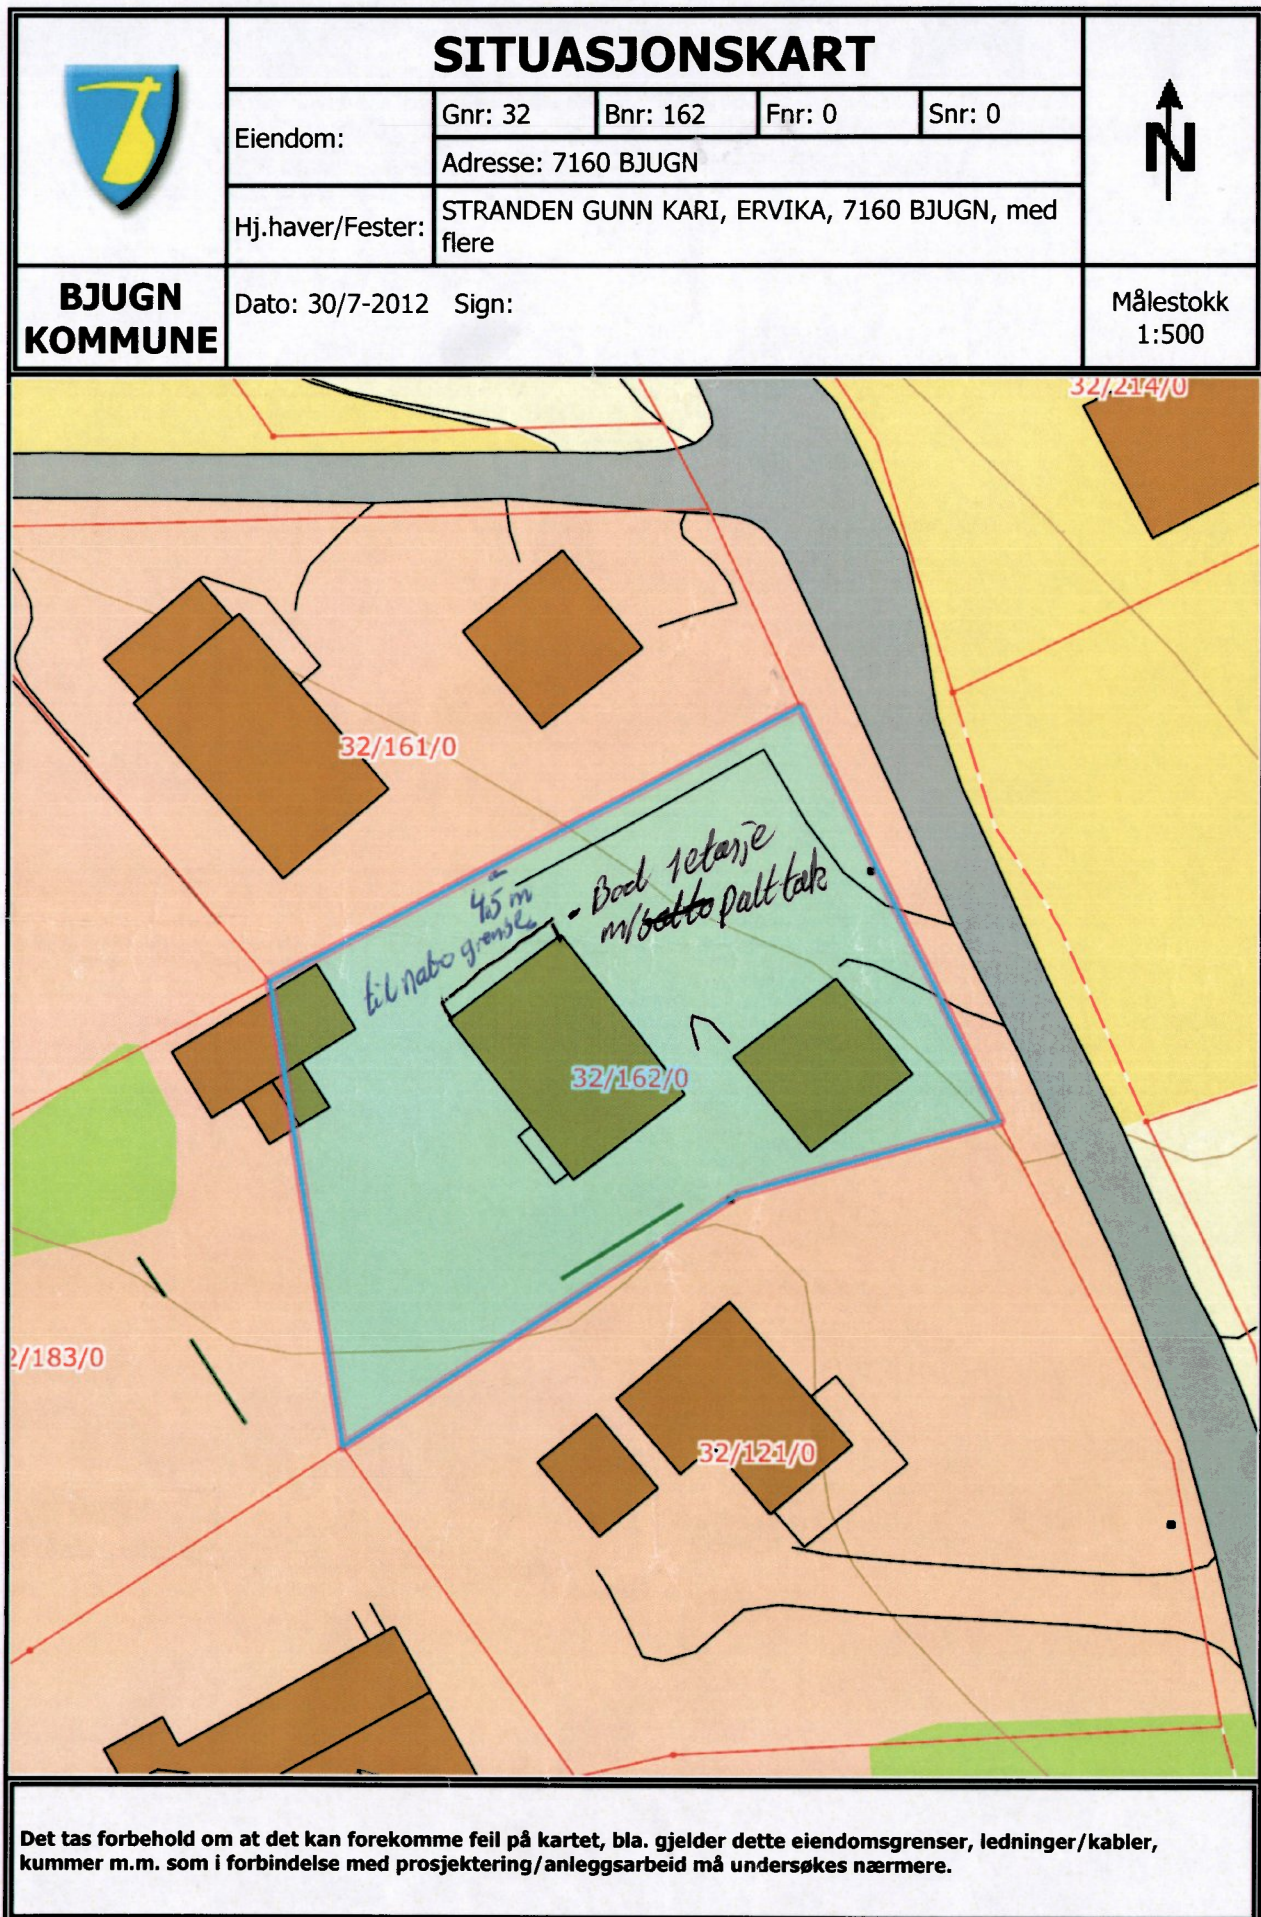 SITUASJONSKART
Eiendom:
Gnr: 32
Bnr: 162
Fnr: 0
Snr: 0
Adresse: 7160 BJUGN
Hj.haver/Fester:
STRANDEN GUNN KARI, ERVIKA, 7160 BJUGN, med
flere
N
BJUGN
KOMMUNE
Dato: 30/7-2012 Sign:
Målestokk
1:500
32/214/0
32/161/0
4,5 m
til nabogrense
Bod 1etasje
m/ palttak
32/162/0
2/183/0
32/121/0
Det tas forbehold om at det kan forekomme feil på kartet, bla. gjelder dette eiendomsgrenser, ledninger/kabler,
kummer m.m. som i forbindelse med prosjektering/anleggsarbeid må undersøkes nærmere.